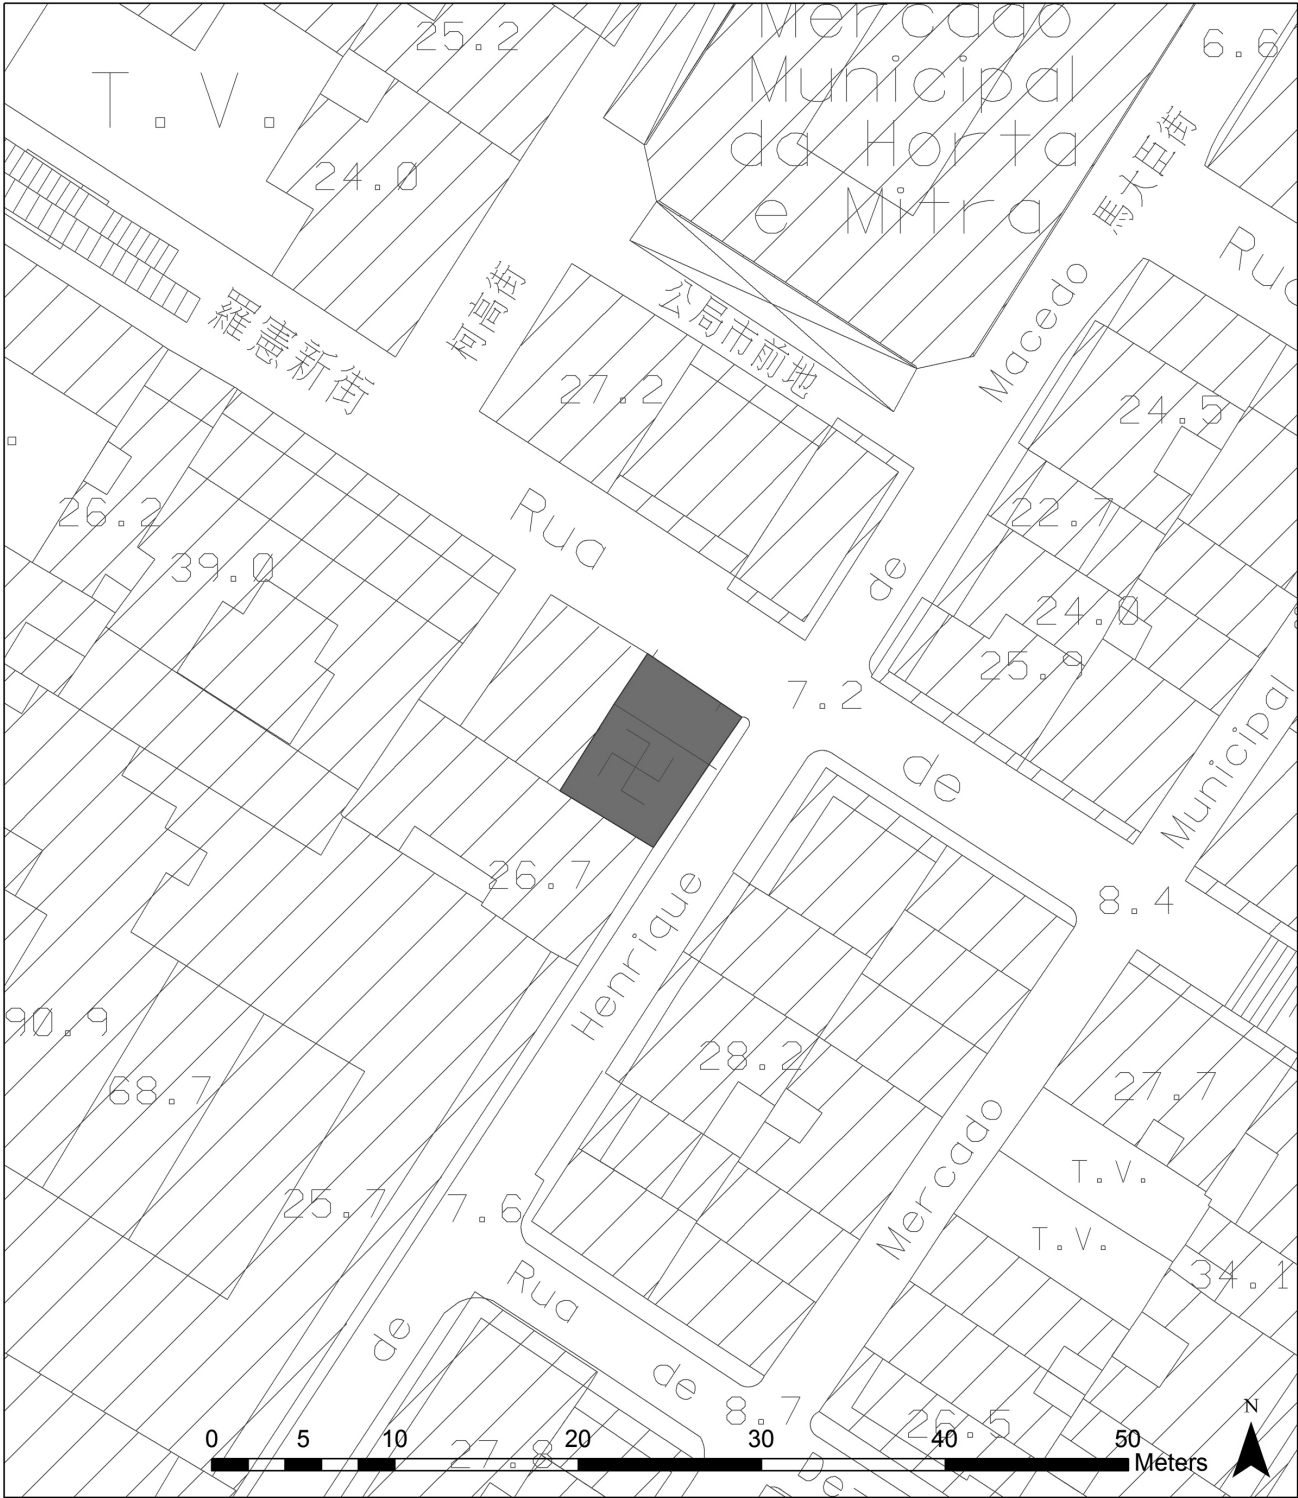 25.2
Mercado
Municipal
da Horta
e Mitra
6.6
T.V.
24.0
馬大臣街
羅憲新街
柯高街
公局市前地
27.2
Macedo
24.5
26.2
39.0
Rua
de
22.7
24.0
25.9
7.2
de
Municipal
26.7
8.4
Henrique
90.9
68.7
28.2
27.7
T.V.
25.7
7.6
Mercado
T.V.
34.1
Rua
de
de
8.7
26.5
27.8
N
0 5 10 20 30 40 50
Meters